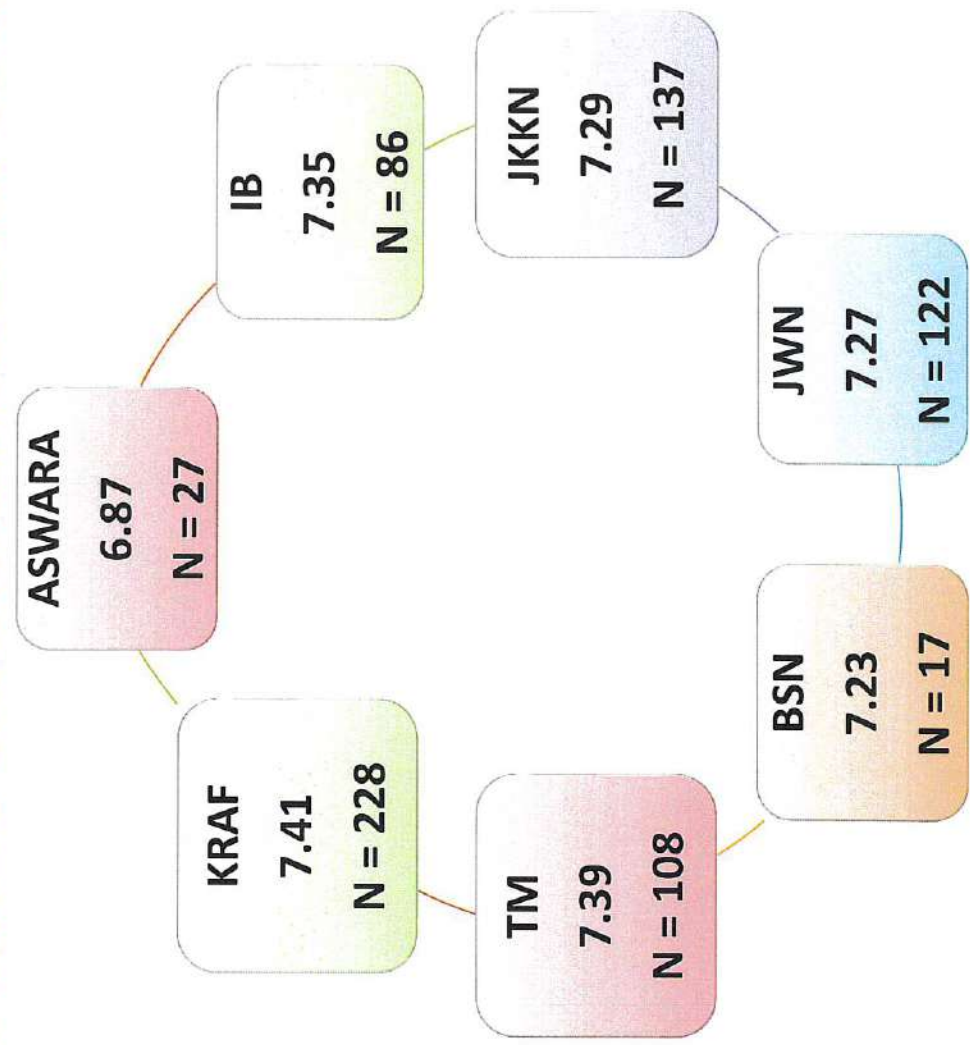 ASWARA
6.87
N = 27
IB
7.35
N = 86
JKKN
7.29
N = 137
JWN
7.27
N = 122
BSN
7.23
N = 17
TM
7.39
N = 108
KRAF
7.41
N = 228